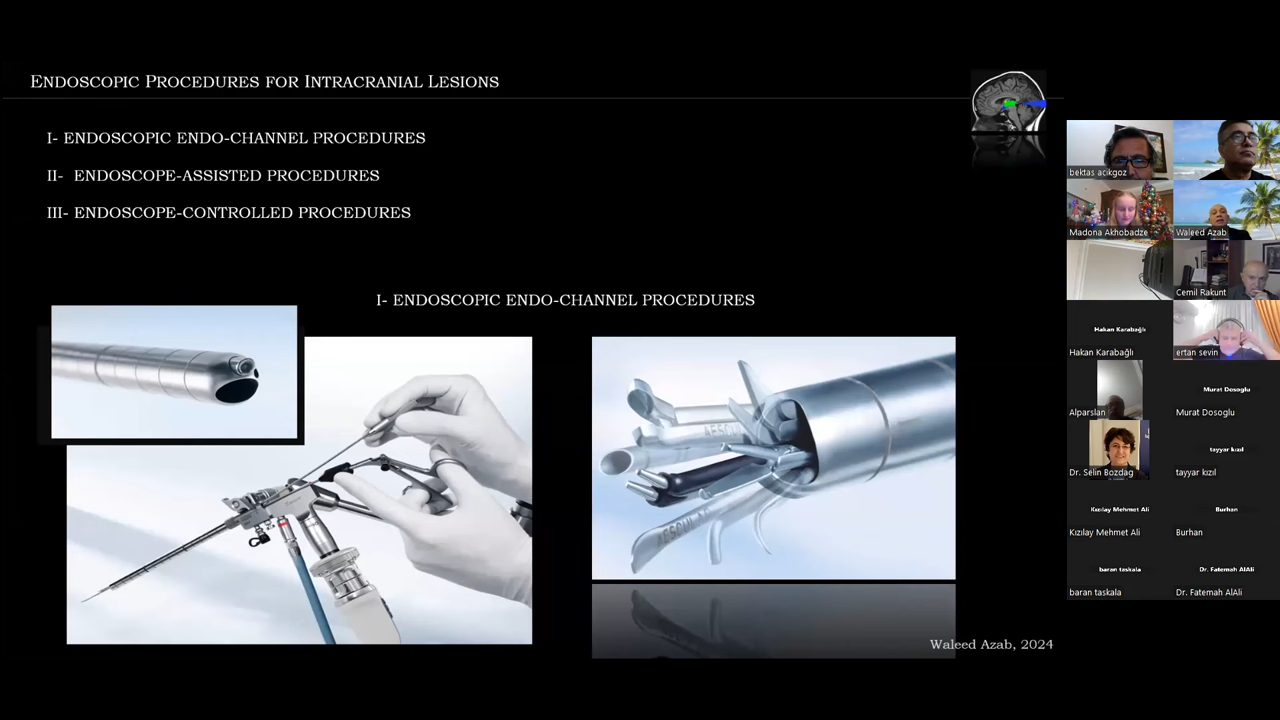 ENDOSCOPIC PROCEDURES FOR INTRACRANIAL LESIONS
I- ENDOSCOPIC ENDO-CHANNEL PROCEDURES
II- ENDOSCOPE-ASSISTED PROCEDURES
III- ENDOSCOPE-CONTROLLED PROCEDURES
I- ENDOSCOPIC ENDO-CHANNEL PROCEDURES
AESCULAP
Waleed Azab, 2024
bektas acikgoz
Madona Akhobadze
Waleed Azab
Cemil Rakunt
Hakan Karabağlı
Hakan Karabağlı
ertan sevin
Alparslan
Murat Dosoglu
Murat Dosoglu
Dr. Selin Bozdag
tayyar kızıl
tayyar kızıl
Kızılay Mehmet Ali
Kızılay Mehmet Ali
Burhan
Burhan
baran taskala
baran taskala
Dr. Fatemah AlAli
Dr. Fatemah AlAli